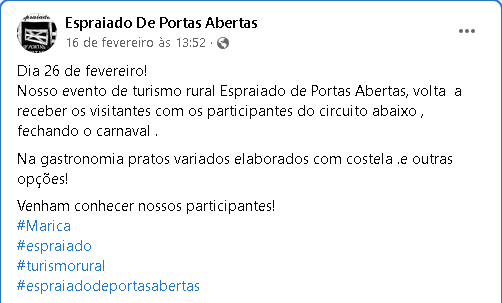 Espraiado De Portas Abertas
16 de fevereiro às 13:52 ·
Dia 26 de fevereiro!
Nosso evento de turismo rural Espraiado de Portas Abertas, volta a
receber os visitantes com os participantes do circuito abaixo ,
fechando o carnaval .
Na gastronomia pratos variados elaborados com costela .e outras
opções!
Venham conhecer nossos participantes!
#Marica
#espraiado
#turismorural
#espraiadodeportasabertas